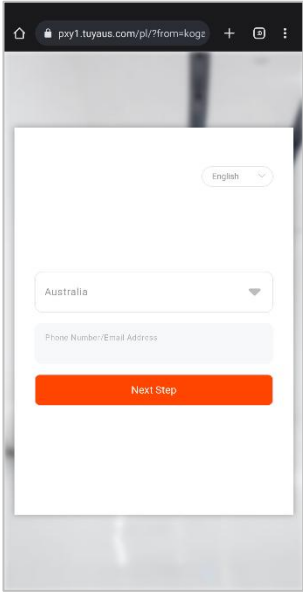 pxy1.tuyaus.com/pl/?from=koga
English
Australia
Phone Number/Email Address
Next Step